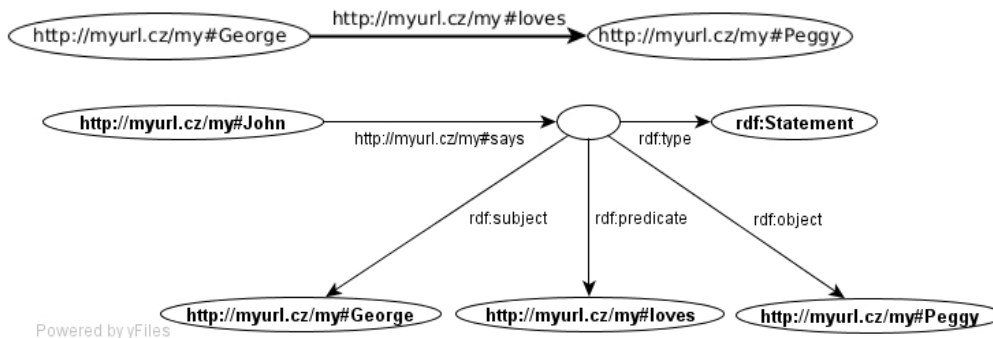 http://myurl.cz/my#loves
http://myurl.cz/my#George
http://myurl.cz/my#Peggy
http://myurl.cz/my#John
http://myurl.cz/my#says
rdf:type
rdf:Statement
rdf:subject
rdf:predicate
rdf:object
http://myurl.cz/my#George
http://myurl.cz/my#loves
http://myurl.cz/my#Peggy
Powered by yFiles